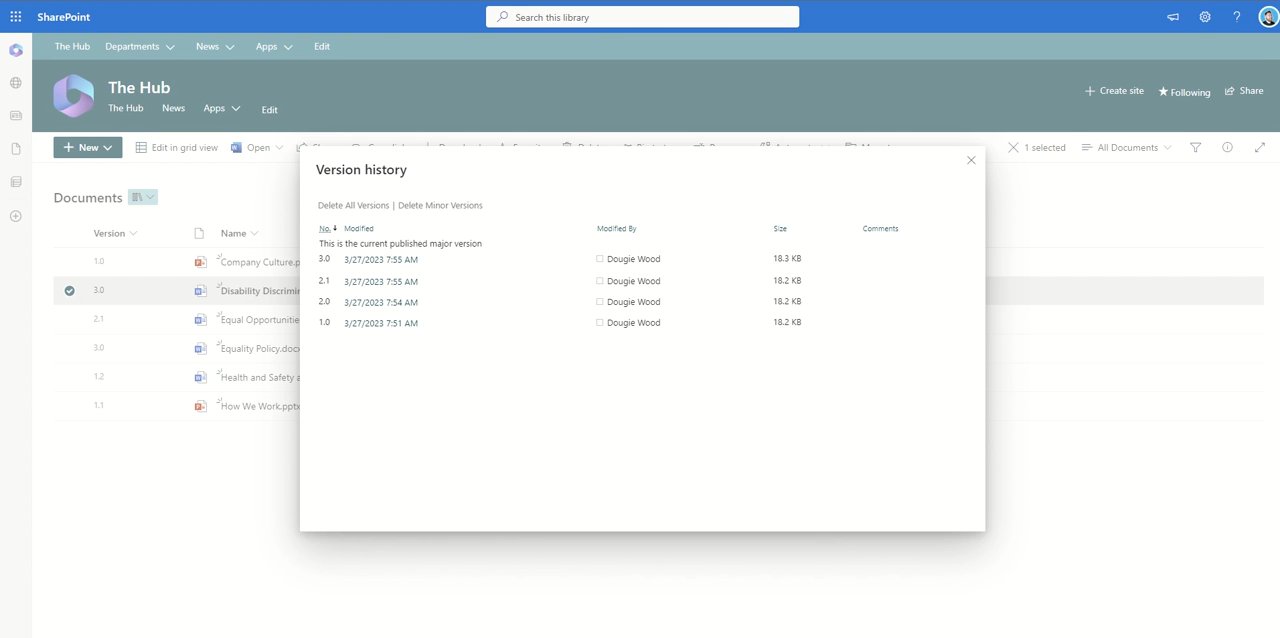 SharePoint
Search this library
?
The Hub Departments News Apps Edit
The Hub
The Hub News Apps Edit
Create site Following Share
New Edit in grid view Open 1 selected All Documents
Version history
Delete All Versions | Delete Minor Versions
No. Modified Modified By Size Comments
This is the current published major version
3.0 3/27/2023 7:55 AM Dougie Wood 18.3 KB
2.1 3/27/2023 7:55 AM Dougie Wood 18.2 KB
2.0 3/27/2023 7:54 AM Dougie Wood 18.2 KB
1.0 3/27/2023 7:51 AM Dougie Wood 18.2 KB
Documents
Version Name
1.0 Company Culture.p
3.0 Disability Discrimin
2.1 Equal Opportunitie
3.0 Equality Policy.docx
1.2 Health and Safety a
1.1 How We Work.pptx